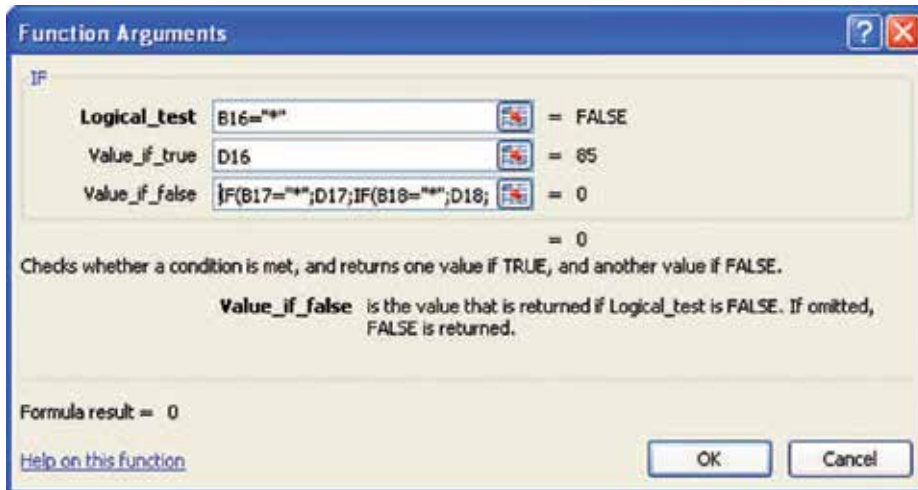 Function Arguments
IF
Logical_test B16="*" = FALSE
Value_if_true D16 = 85
Value_if_false IF(B17="*";D17;IF(B18="*";D18; = 0
= 0
Checks whether a condition is met, and returns one value if TRUE, and another value if FALSE.
Value_if_false is the value that is returned if Logical_test is FALSE. If omitted,
FALSE is returned.
Formula result = 0
Help on this function OK Cancel